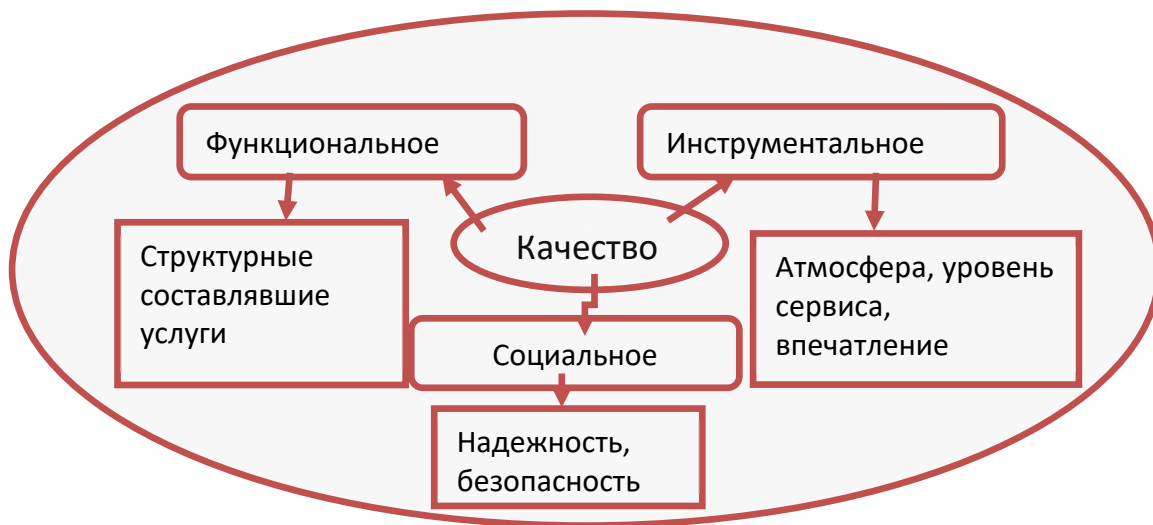 Функциональное
Инструментальное
Качество
Структурные
составлявшие
услуги
Атмосфера, уровень
сервиса,
впечатление
Социальное
Надежность,
безопасность